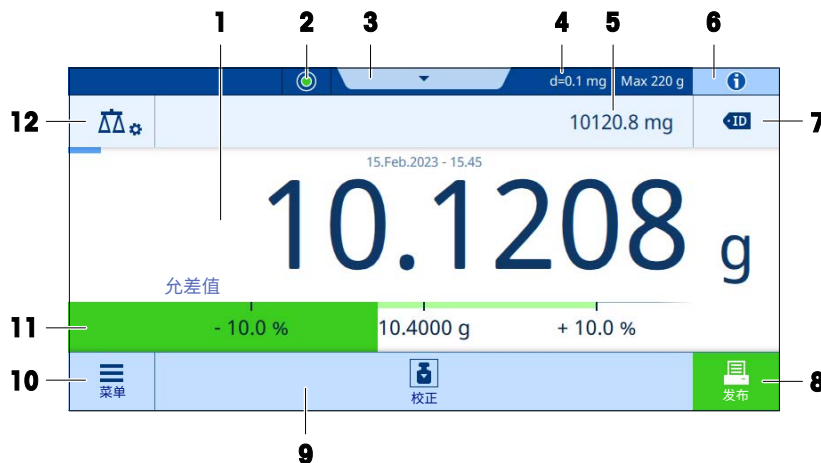 1 2 3 4 5 6
d=0.1 mg Max 220 g
12 10120.8 mg ID 7
15.Feb.2023 - 15.45
10.1208 g
允差值
11 - 10.0 % 10.4000 g + 10.0 %
10 菜单 校正 发布 8
9